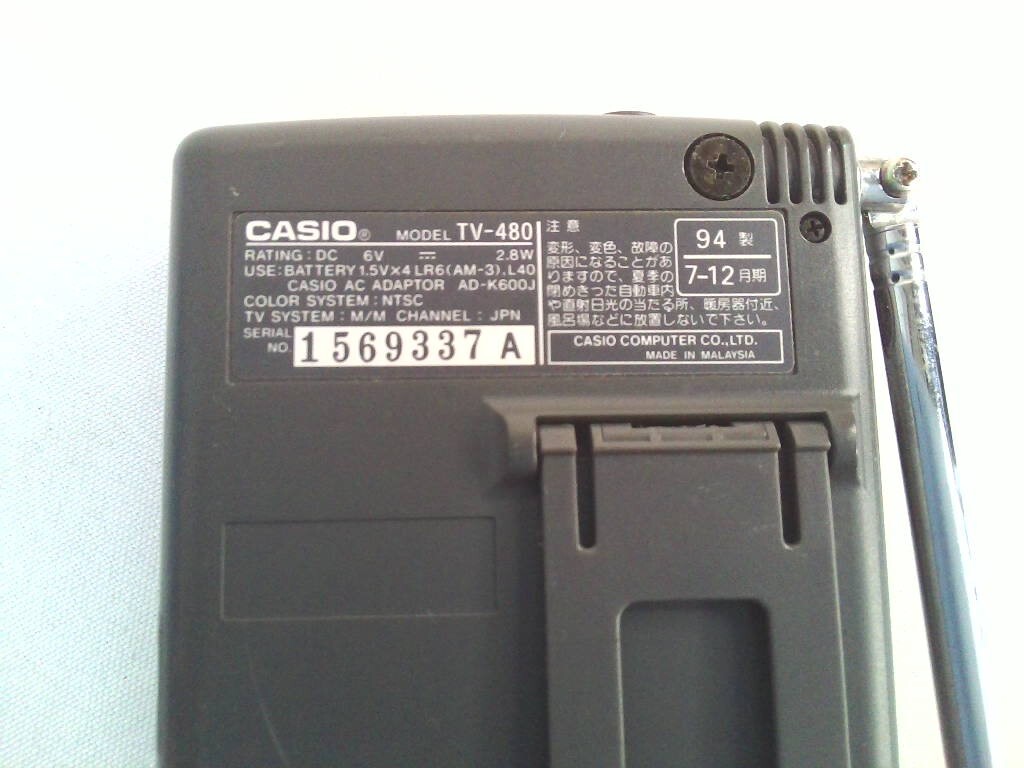 CASIO® MODEL TV-480
RATING : DC 6V ⎓ 2.8W
USE : BATTERY 1.5V×4 LR6(AM-3), L40
CASIO AC ADAPTOR AD-K600J
COLOR SYSTEM : NTSC
TV SYSTEM : M/M CHANNEL : JPN
SERIAL NO. 1569337 A
注意
変形、変色、故障の
原因になることがあ
りますので、夏季の
閉めきった自動車内
や直射日光の当たる所、暖房器付近、
風呂場などに放置しないで下さい。
94 製
7-12 月期
CASIO COMPUTER CO., LTD.
MADE IN MALAYSIA